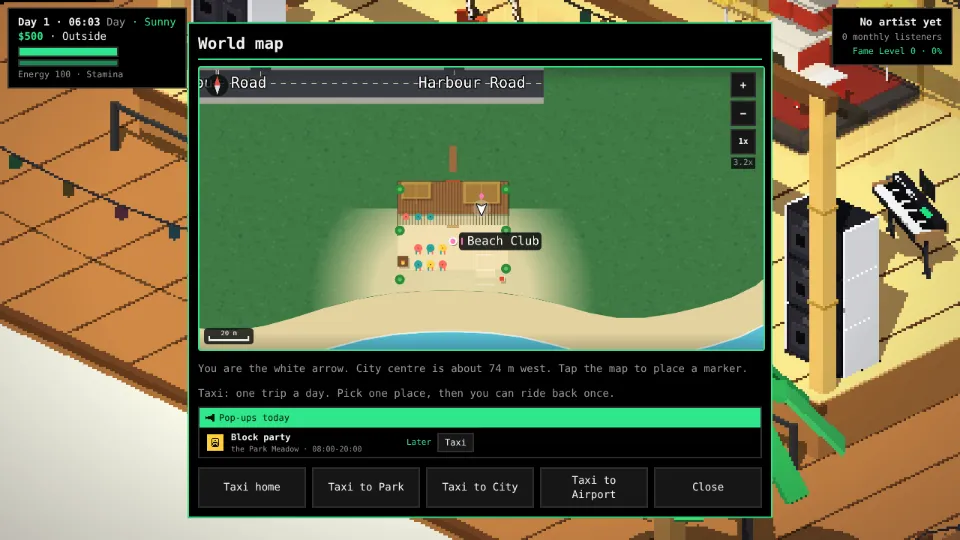 Day 1 · 06:03 Day · Sunny
$500 · Outside
Energy 100 · Stamina
No artist yet
0 monthly listeners
Fame Level 0 · 0%
World map
Road
Harbour Road
+
−
1x
3.2x
Beach Club
20 m
You are the white arrow. City centre is about 74 m west. Tap the map to place a marker.
Taxi: one trip a day. Pick one place, then you can ride back once.
Pop-ups today
Block party
the Park Meadow · 08:00-20:00
Later
Taxi
Taxi home
Taxi to Park
Taxi to City
Taxi to Airport
Close